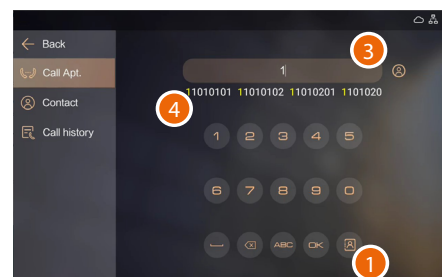 Back
3
1
Call Apt.
11010101 11010102 11010201 1101020
4
Contact
Call history
1 2 3 4 5
6 7 8 9 0
ABC OK
1